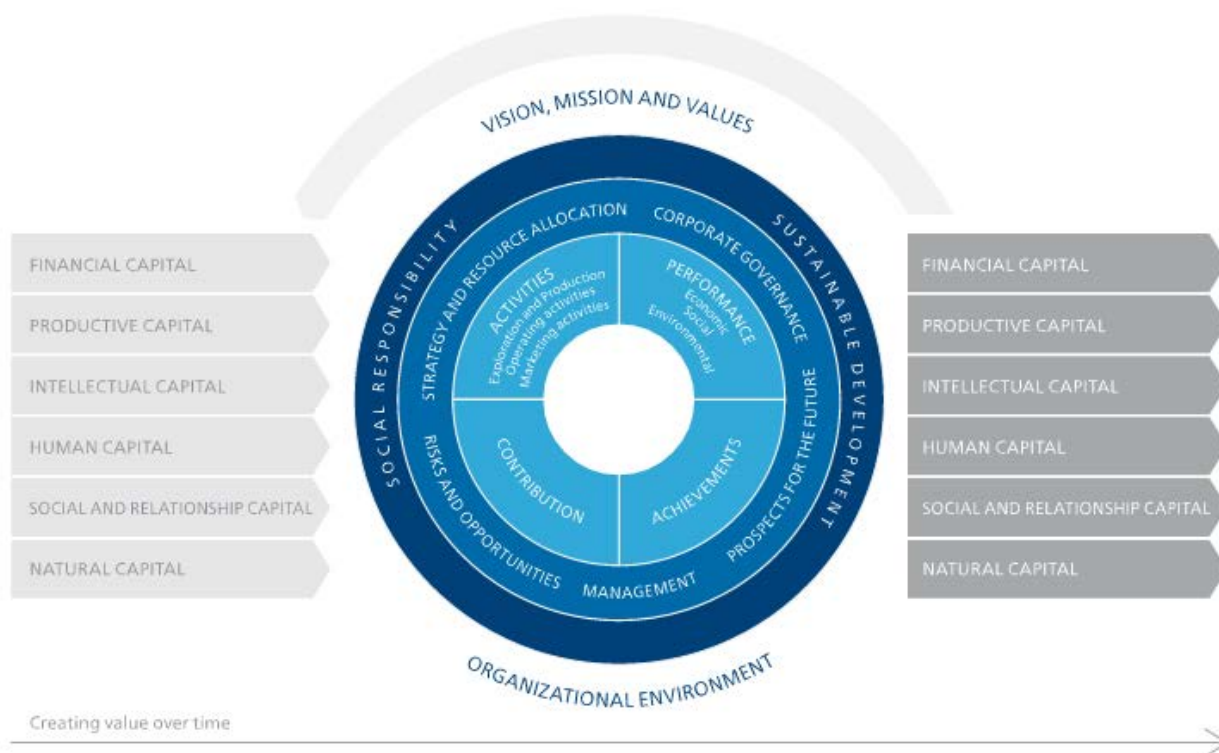 VISION, MISSION AND VALUES
FINANCIAL CAPITAL
PRODUCTIVE CAPITAL
INTELLECTUAL CAPITAL
HUMAN CAPITAL
SOCIAL AND RELATIONSHIP CAPITAL
NATURAL CAPITAL
SOCIAL RESPONSIBILITY
SUSTAINABLE DEVELOPMENT
STRATEGY AND RESOURCE ALLOCATION
CORPORATE GOVERNANCE
PROSPECTS FOR THE FUTURE
MANAGEMENT
RISKS AND OPPORTUNITIES
ACTIVITIES
Exploration and Production
Operating activities
Marketing activities
PERFORMANCE
Economic
Social
Environmental
CONTRIBUTION
ACHIEVEMENTS
FINANCIAL CAPITAL
PRODUCTIVE CAPITAL
INTELLECTUAL CAPITAL
HUMAN CAPITAL
SOCIAL AND RELATIONSHIP CAPITAL
NATURAL CAPITAL
ORGANIZATIONAL ENVIRONMENT
Creating value over time